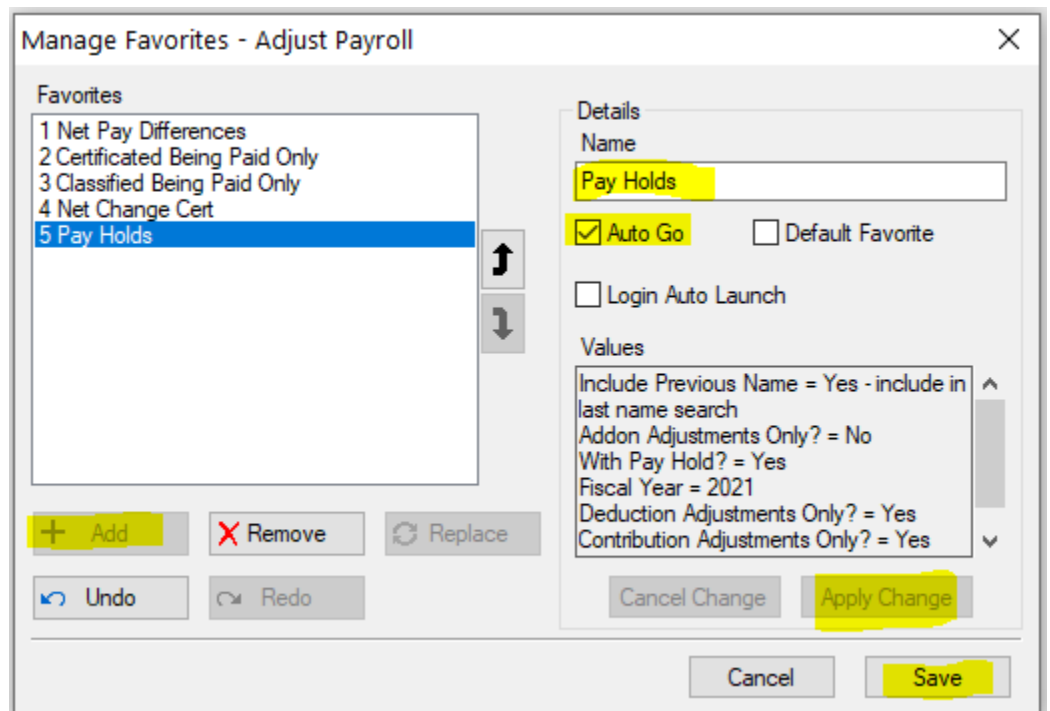 Manage Favorites - Adjust Payroll
Favorites
1 Net Pay Differences
2 Certificated Being Paid Only
3 Classified Being Paid Only
4 Net Change Cert
5 Pay Holds
Add
Remove
Replace
Undo
Redo
Details
Name
Pay Holds
Auto Go
Default Favorite
Login Auto Launch
Values
Include Previous Name = Yes - include in
last name search
Addon Adjustments Only? = No
With Pay Hold? = Yes
Fiscal Year = 2021
Deduction Adjustments Only? = Yes
Contribution Adjustments Only? = Yes
Cancel Change
Apply Change
Cancel
Save